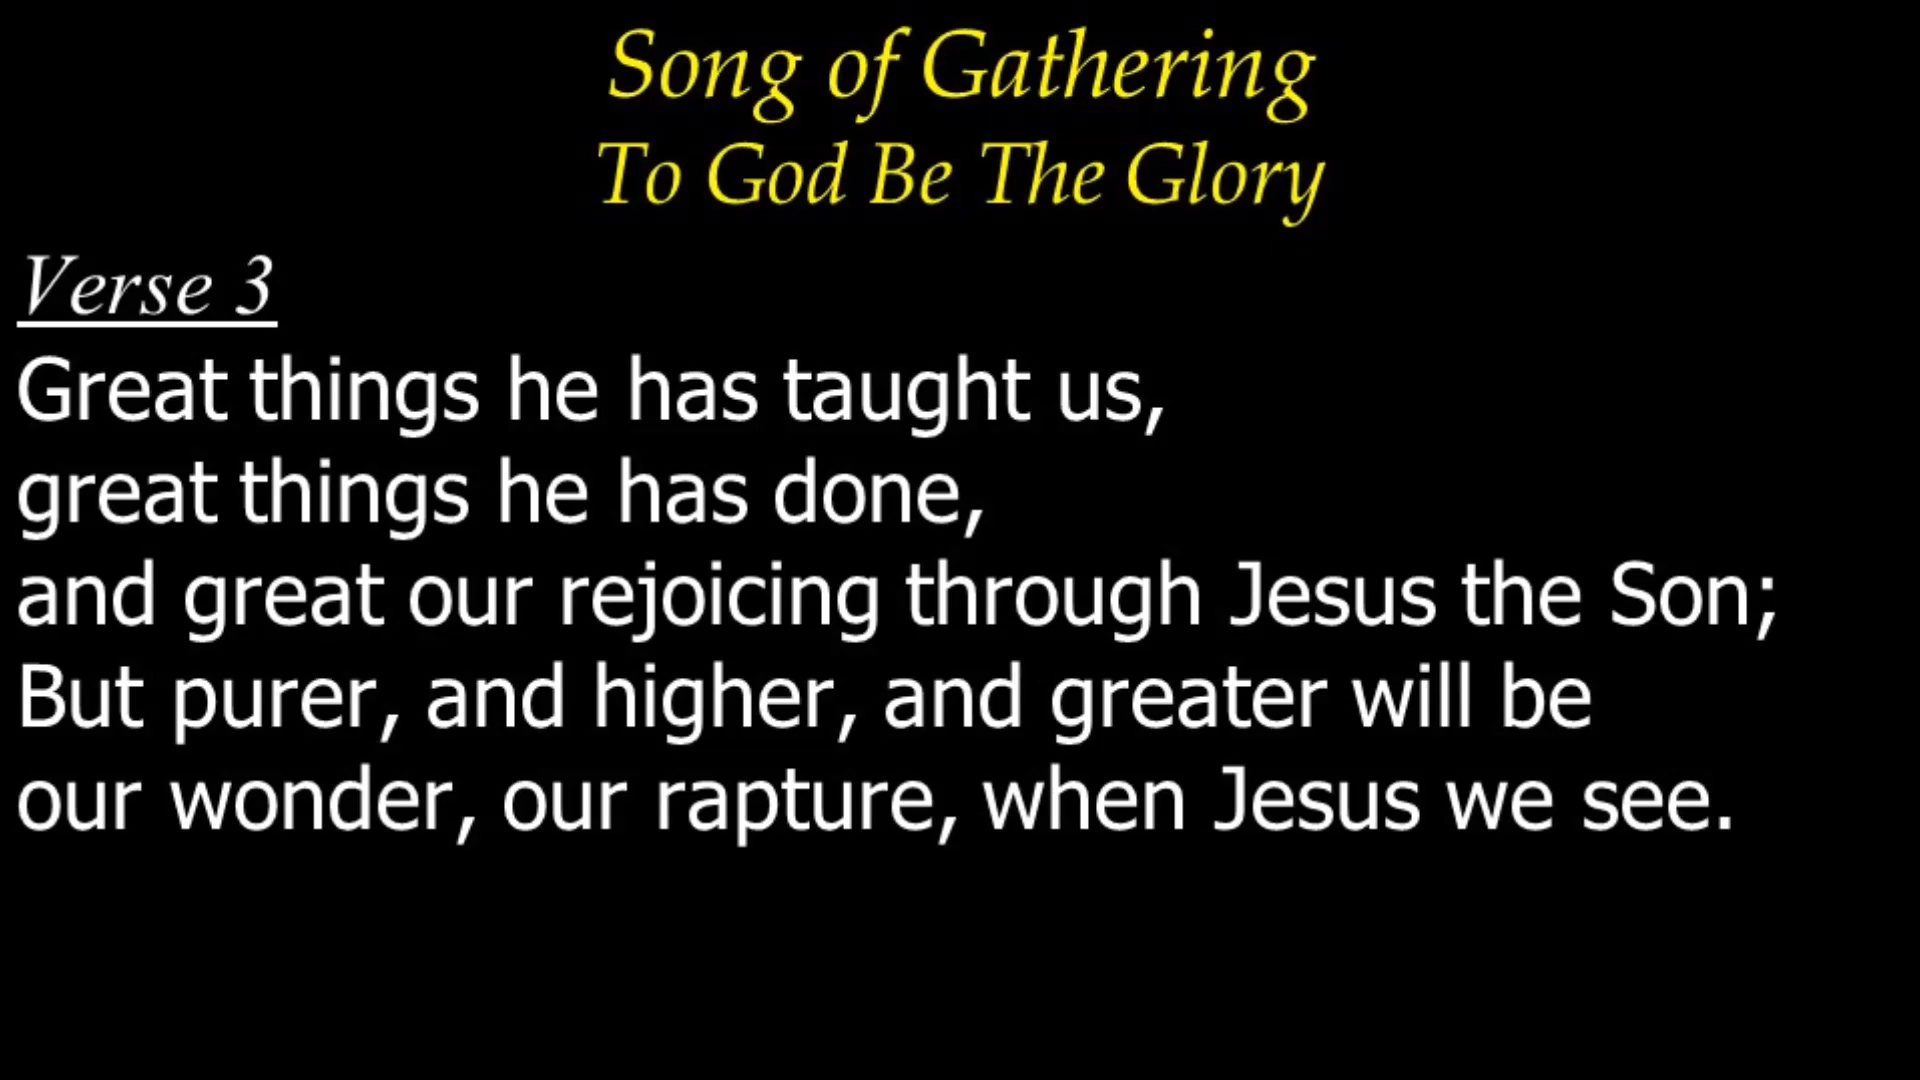 Song of Gathering
To God Be The Glory
Verse 3
Great things he has taught us,
great things he has done,
and great our rejoicing through Jesus the Son;
But purer, and higher, and greater will be
our wonder, our rapture, when Jesus we see.